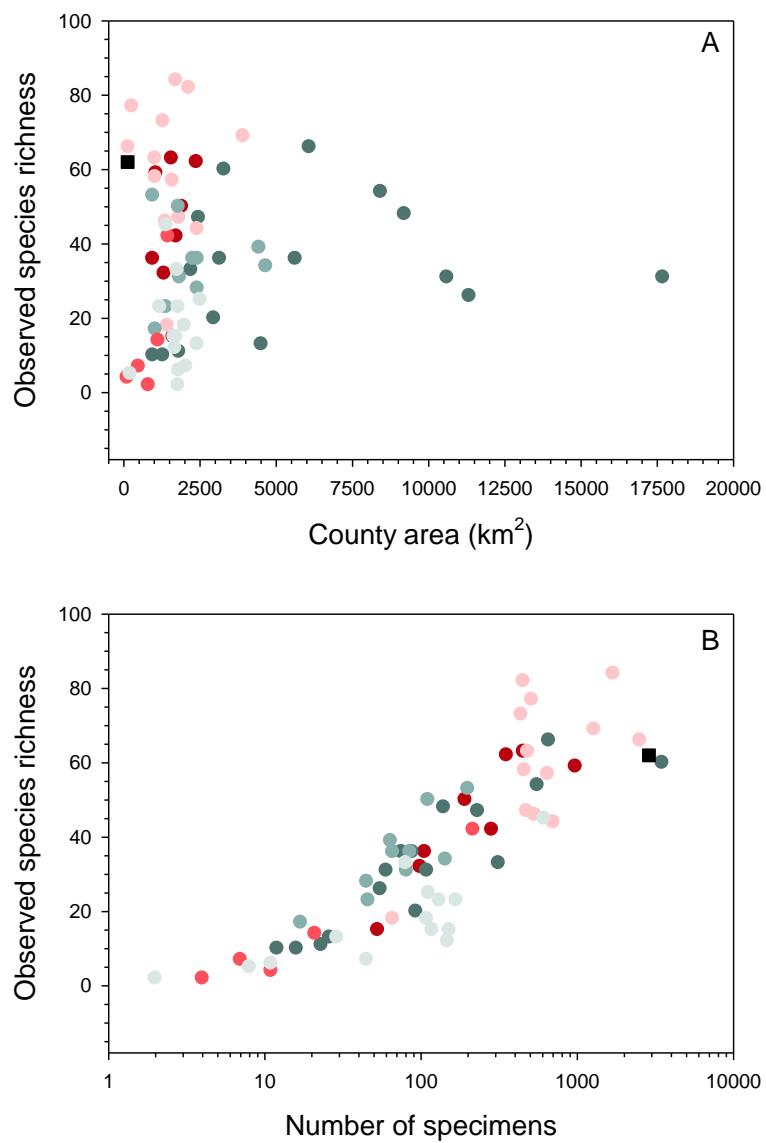 A
100
80
60
40
20
0
Observed species richness
0 2500 5000 7500 10000 12500 15000 17500 20000
County area (km²)
B
100
80
60
40
20
0
Observed species richness
1 10 100 1000 10000
Number of specimens